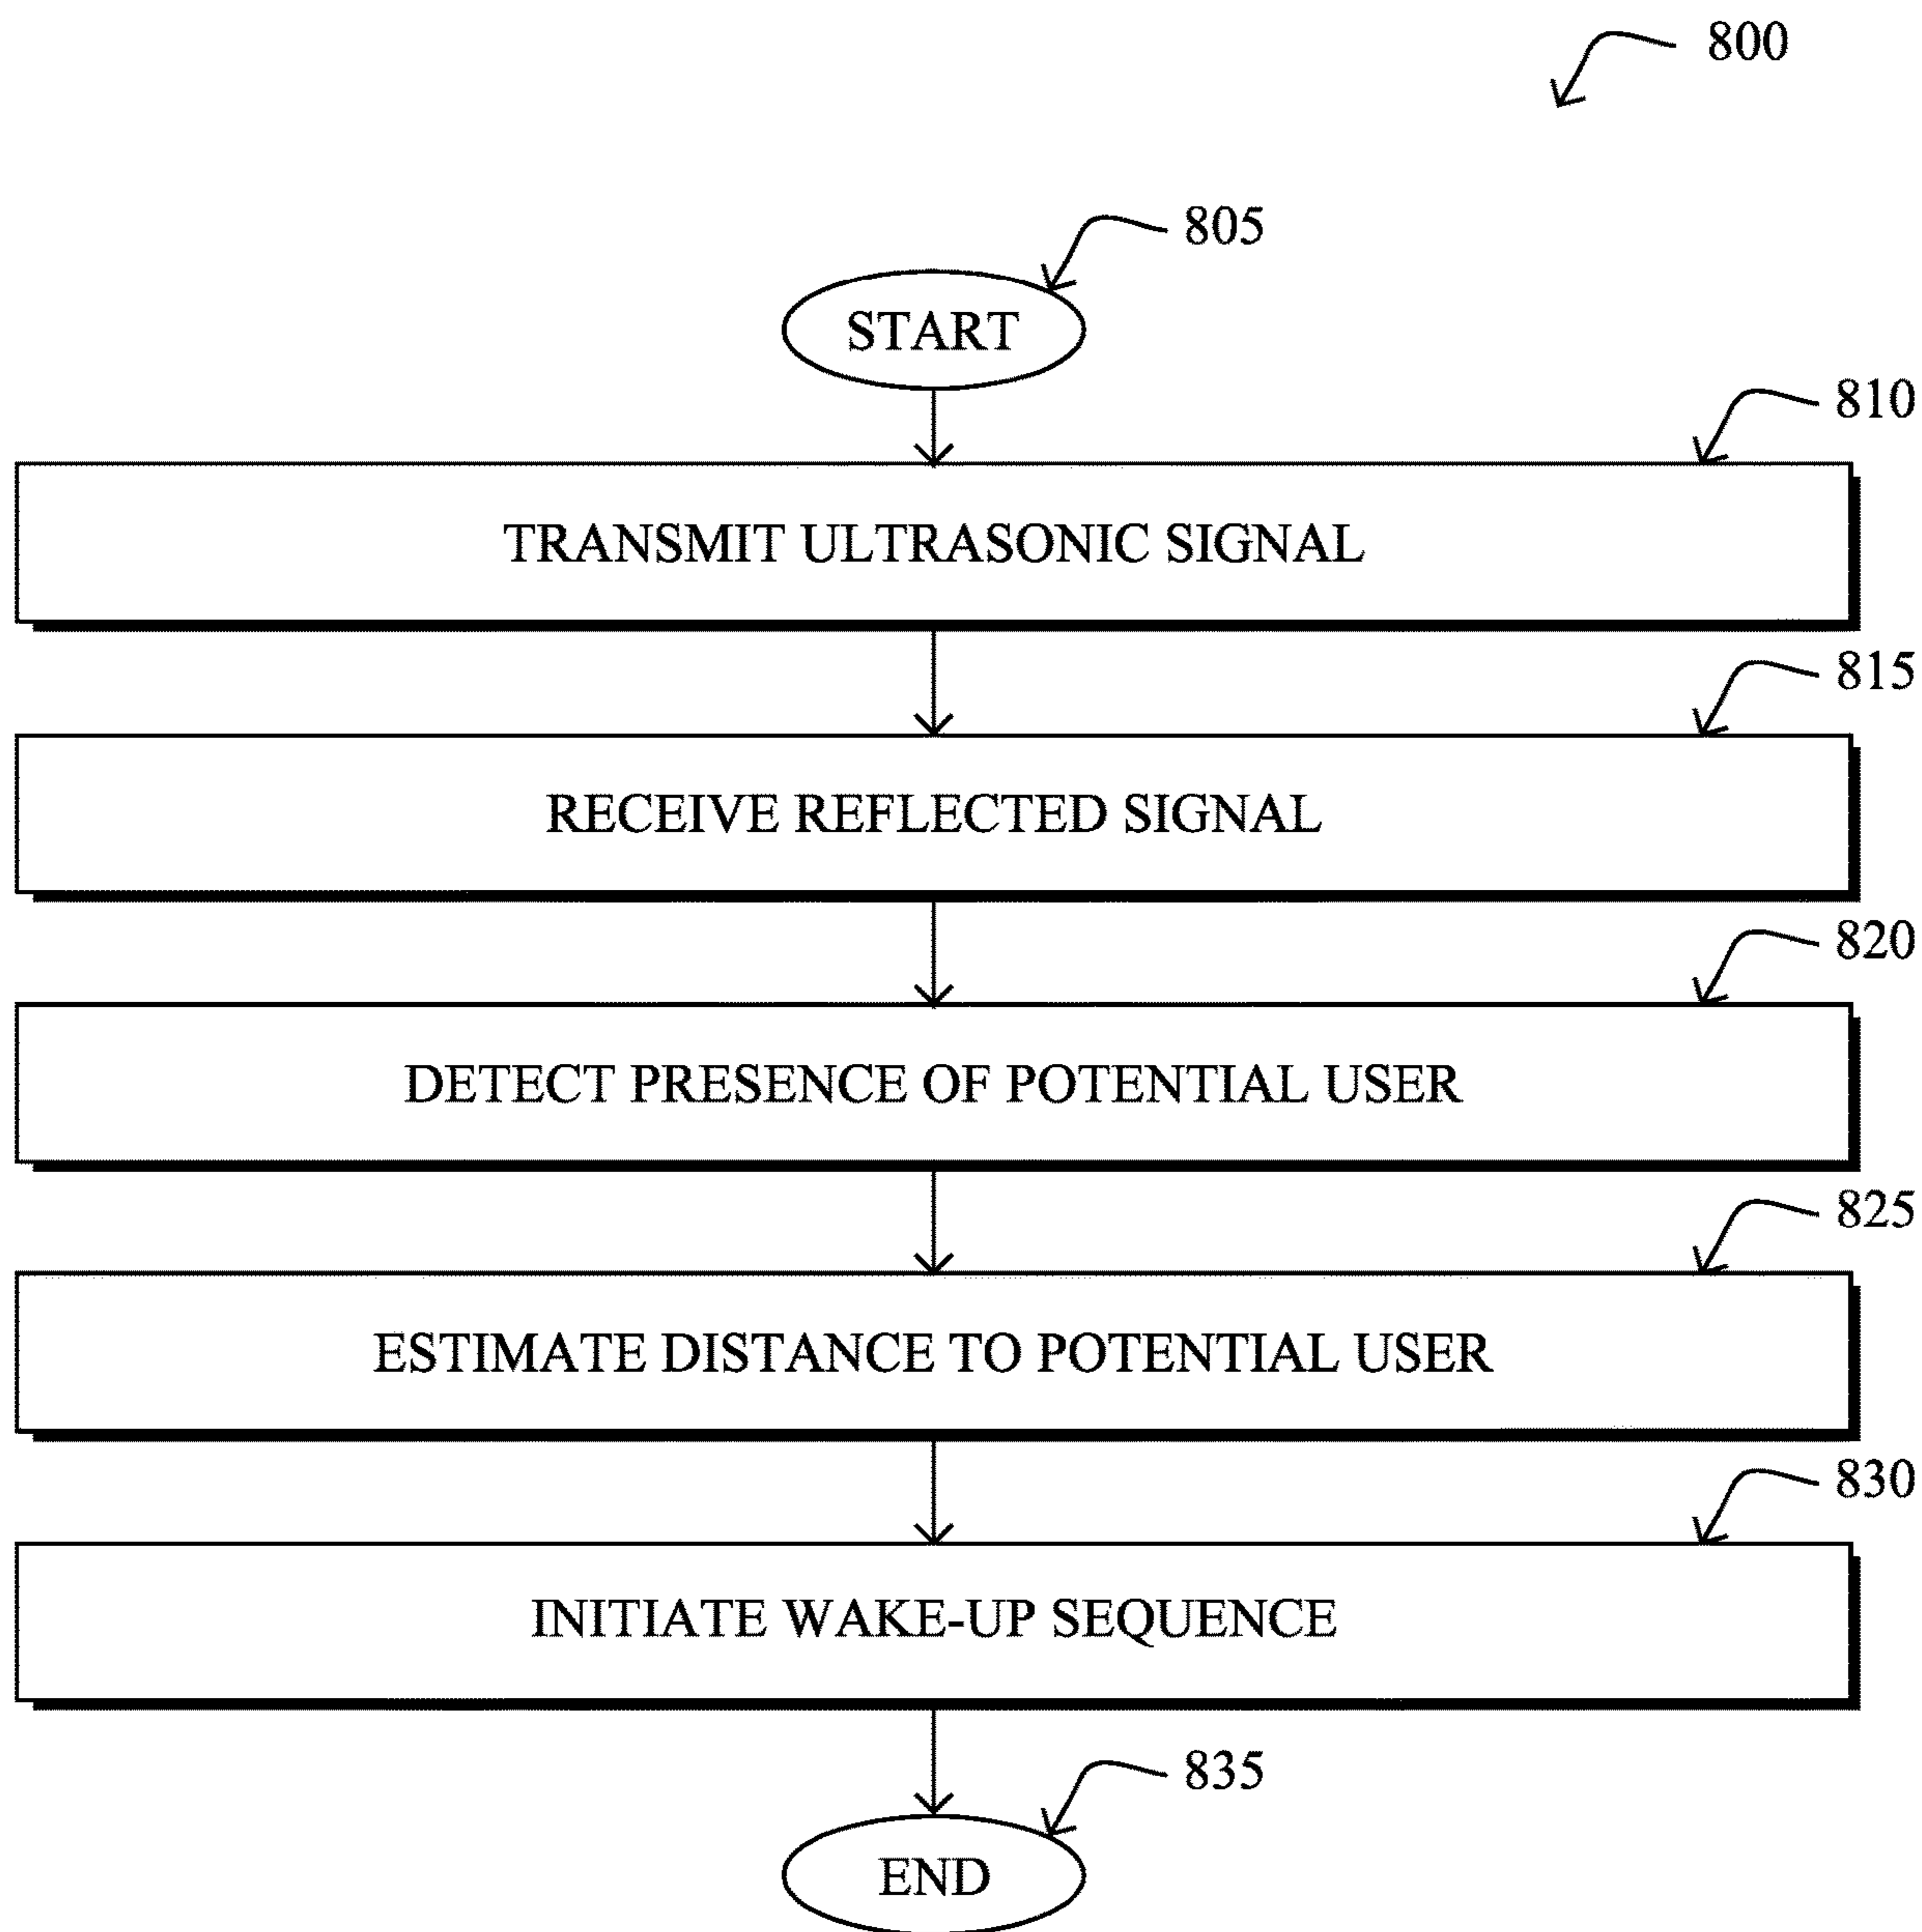 800
805
START
810
TRANSMIT ULTRASONIC SIGNAL
815
RECEIVE REFLECTED SIGNAL
820
DETECT PRESENCE OF POTENTIAL USER
825
ESTIMATE DISTANCE TO POTENTIAL USER
830
INITIATE WAKE-UP SEQUENCE
835
END